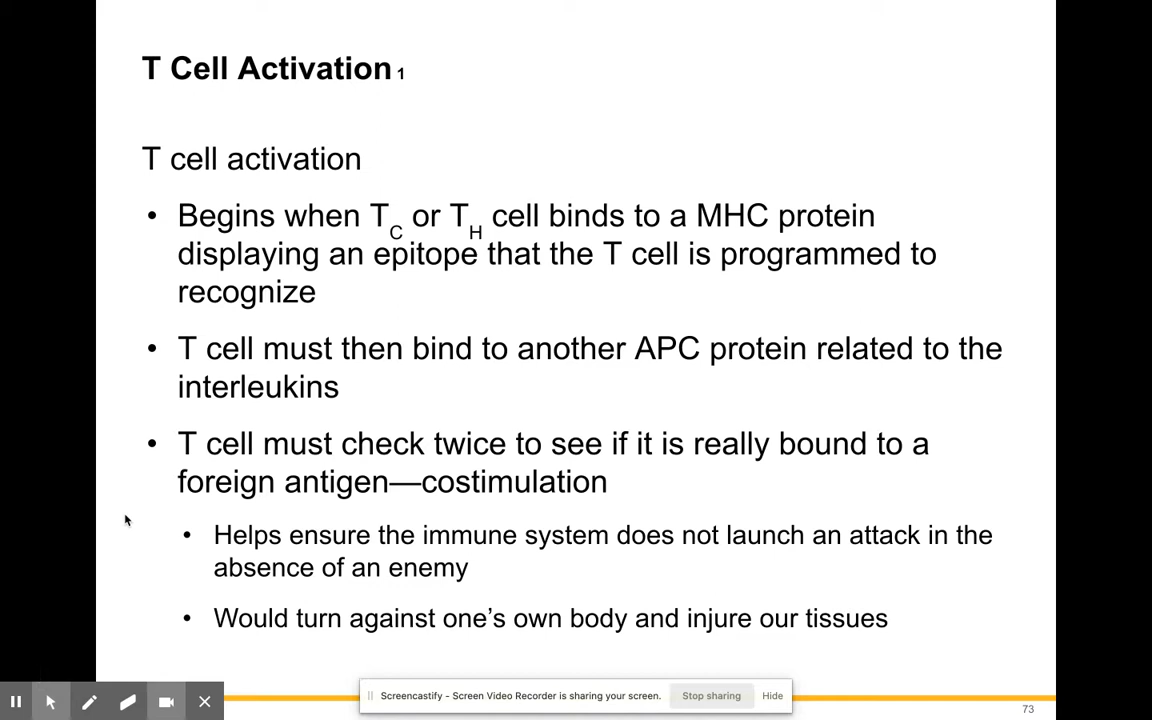 T Cell Activation 1
T cell activation
• Begins when TC or TH cell binds to a MHC protein
displaying an epitope that the T cell is programmed to
recognize
• T cell must then bind to another APC protein related to the
interleukins
• T cell must check twice to see if it is really bound to a
foreign antigen—costimulation
• Helps ensure the immune system does not launch an attack in the
absence of an enemy
• Would turn against one’s own body and injure our tissues
Screencastify - Screen Video Recorder is sharing your screen. Stop sharing Hide
73